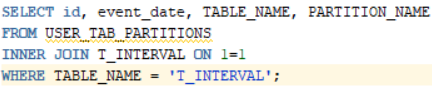 SELECT id, event_date, TABLE_NAME, PARTITION_NAME
FROM USER_TAB_PARTITIONS
INNER JOIN T_INTERVAL ON 1=1
WHERE TABLE_NAME = 'T_INTERVAL';